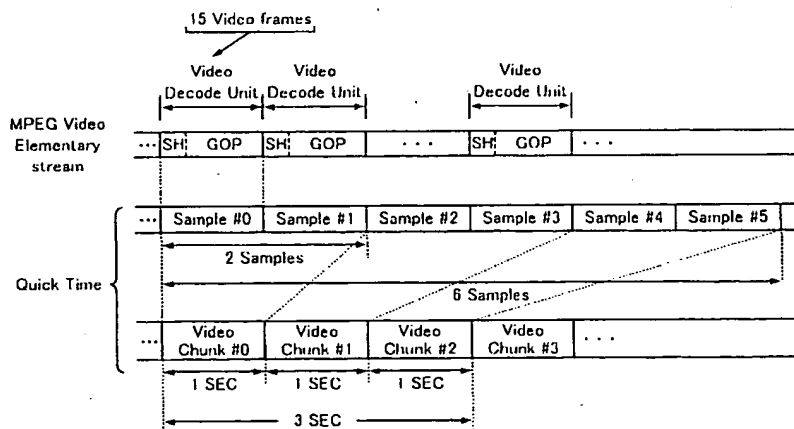 15 Video frames
Video
Decode Unit
Video
Decode Unit
Video
Decode Unit
MPEG Video
Elementary
stream
... SH GOP SH GOP ... SH GOP ...
... Sample #0 Sample #1 Sample #2 Sample #3 Sample #4 Sample #5
2 Samples
Quick Time
6 Samples
... Video
Chunk #0
Video
Chunk #1
Video
Chunk #2
Video
Chunk #3
...
1 SEC 1 SEC 1 SEC
3 SEC